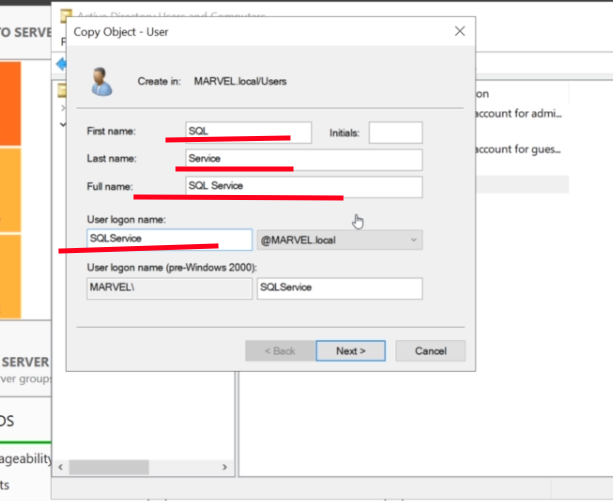 Active Directory Users and Computers
TO SERVE
Copy Object - User
Create in: MARVEL.local/Users
First name: SQL Initials:
Last name: Service
Full name: SQL Service
User logon name:
SQLService @MARVEL.local
User logon name (pre-Windows 2000):
MARVEL\ SQLService
< Back Next > Cancel
on
account for admi...
account for gues...
SERVER
ver groups
DS
ageability
ts